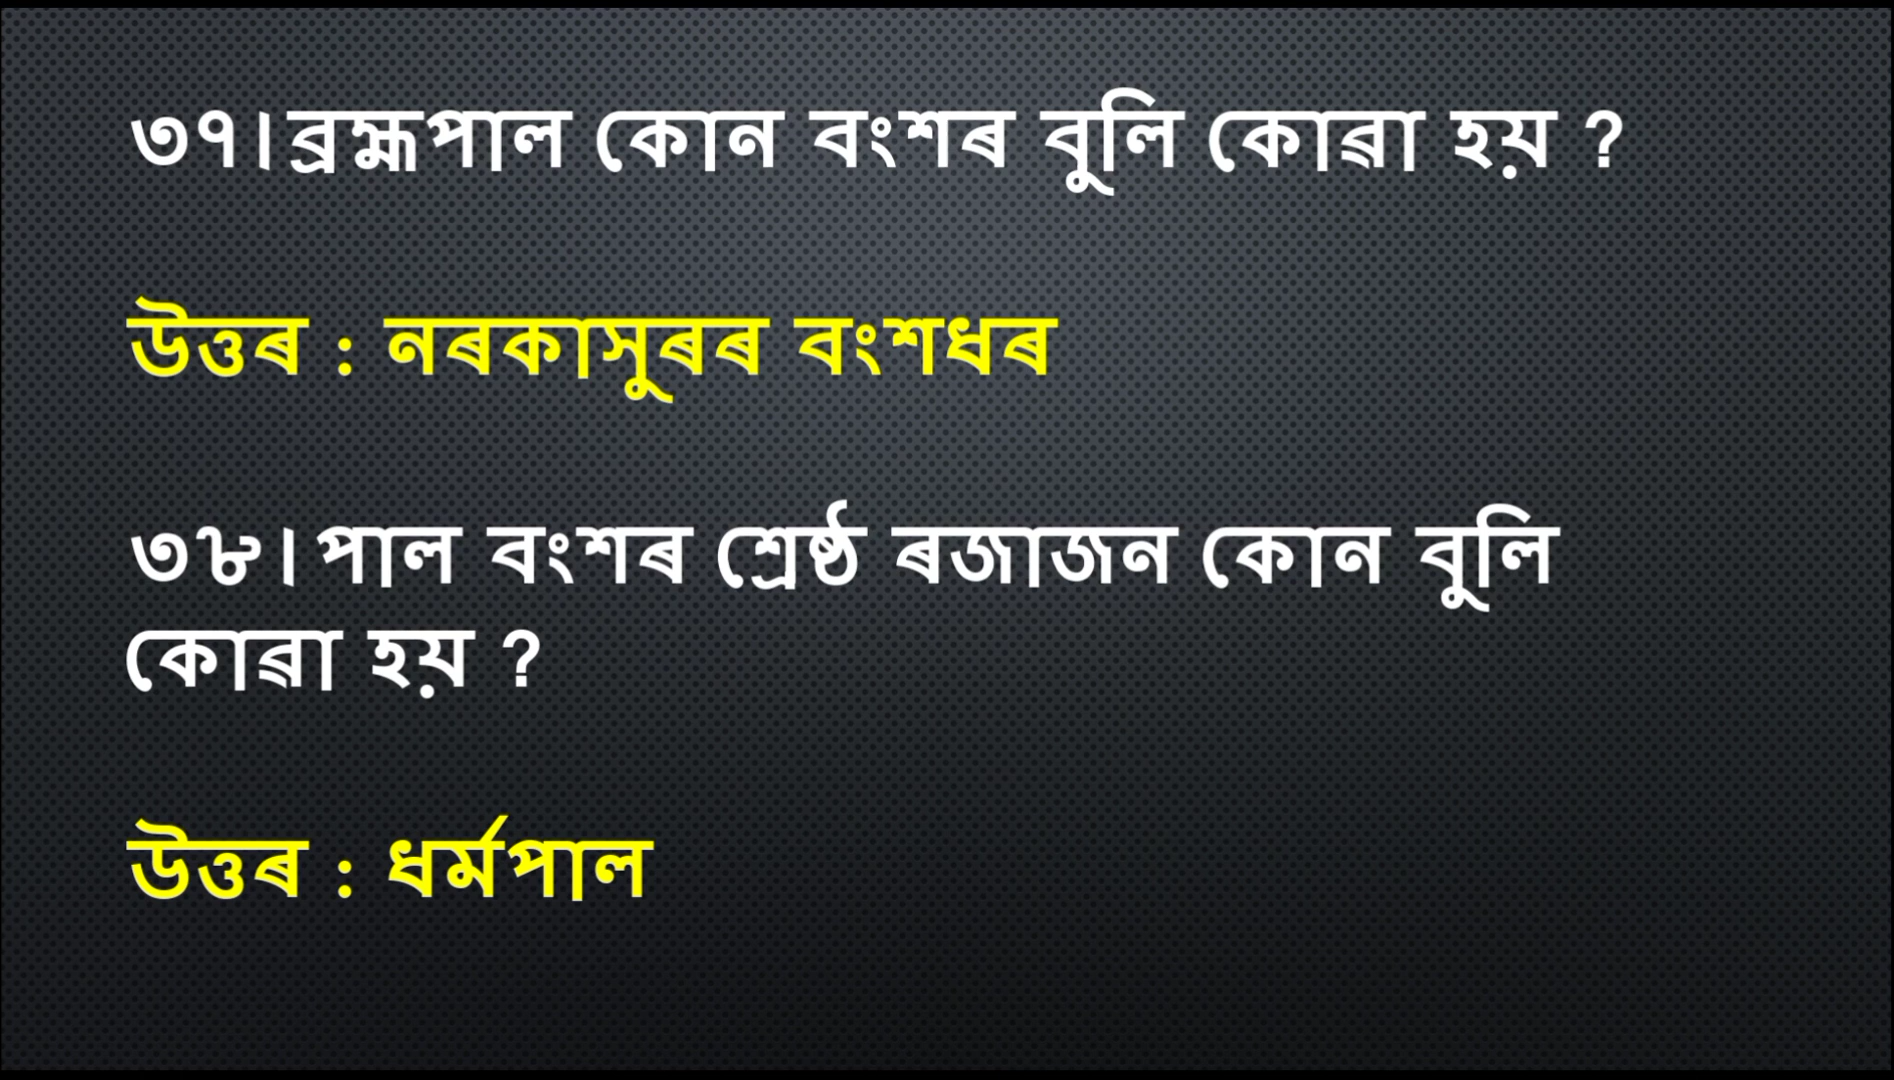 ৩৭।ব্ৰহ্মপাল কোন বংশৰ বুলি কোৱা হয় ?
উত্তৰ : নৰকাসুৰৰ বংশধৰ
৩৮।পাল বংশৰ শ্ৰেষ্ঠ ৰজাজন কোন বুলি
কোৱা হয় ?
উত্তৰ : ধৰ্মপাল